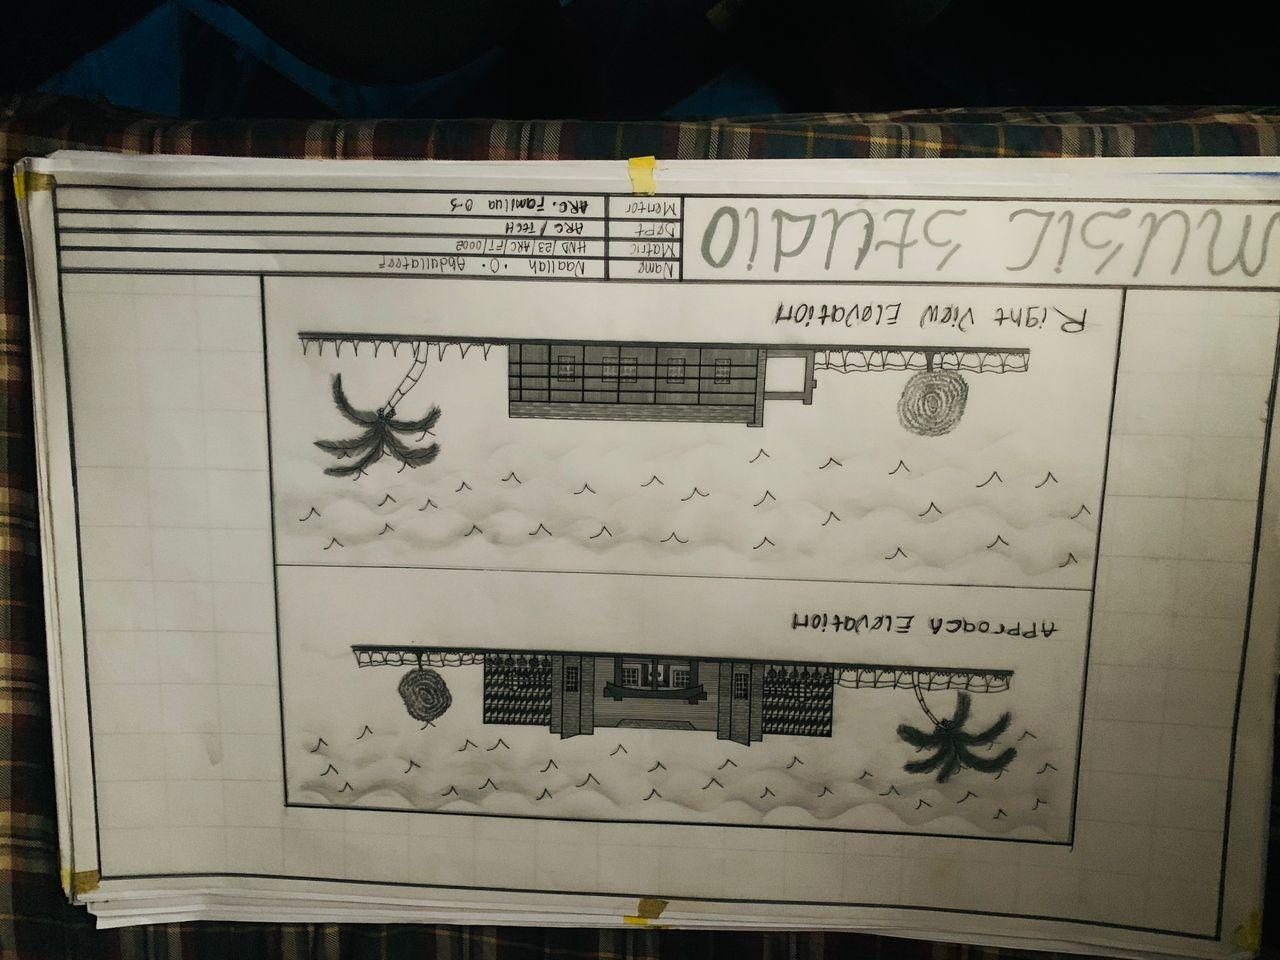 Approach Elevation
Right View Elevation
Music Studio
Name Naallah .O. Abdullateef
Matric HND/23/ARC/FT/0002
Dept ARC/TECH
Mentor ARC. Familua O.S